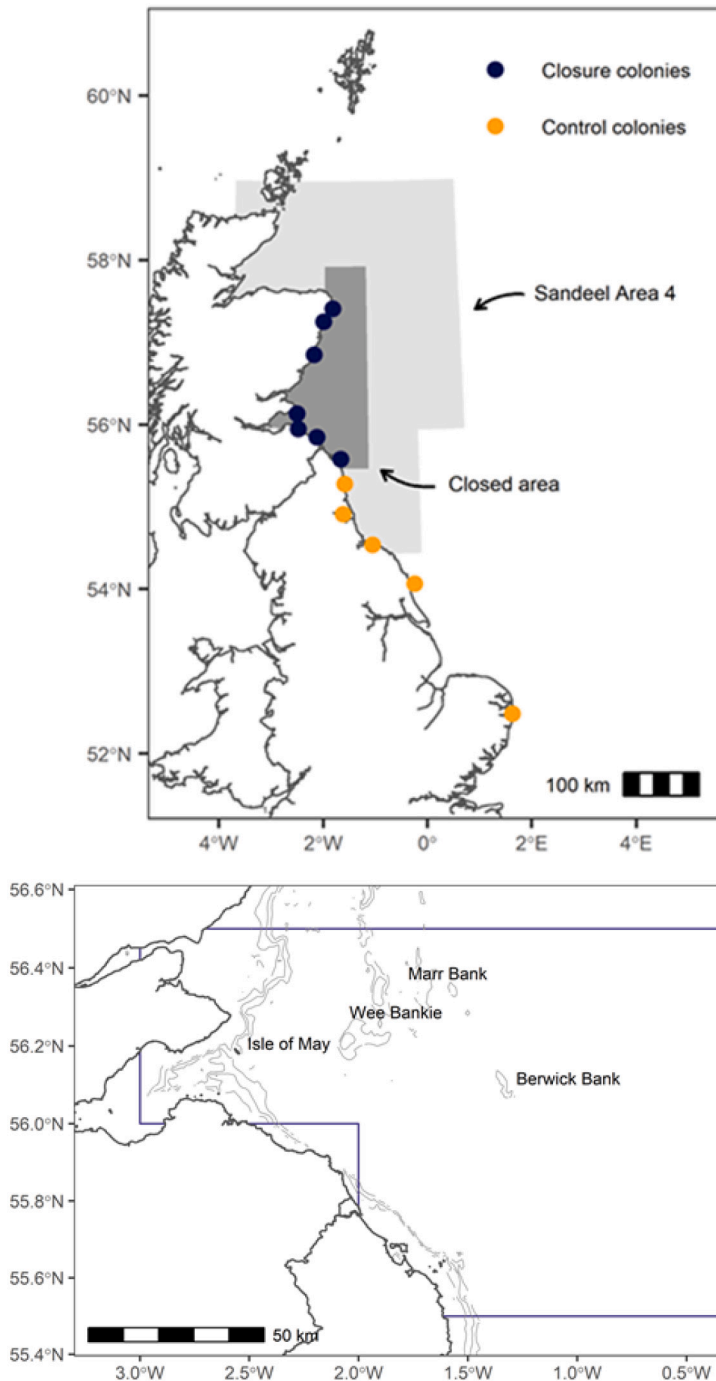 60°N
58°N
56°N
54°N
52°N
Closure colonies
Control colonies
Sandeel Area 4
Closed area
100 km
4°W 2°W 0° 2°E 4°E
56.6°N
56.4°N
56.2°N
56.0°N
55.8°N
55.6°N
55.4°N
Marr Bank
Wee Bankie
Isle of May
Berwick Bank
50 km
3.0°W 2.5°W 2.0°W 1.5°W 1.0°W 0.5°W